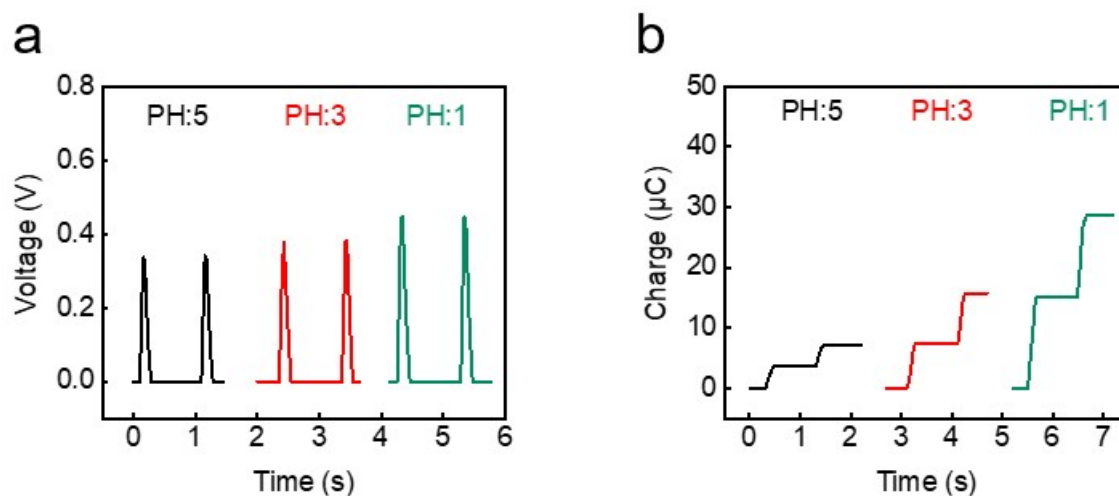 a
0.8
PH:5 PH:3 PH:1
0.6
0.4
0.2
0.0
Voltage (V)
0 1 2 3 4 5 6
Time (s)
b
50
PH:5 PH:3 PH:1
40
30
20
10
0
Charge (μC)
0 1 2 3 4 5 6 7
Time (s)